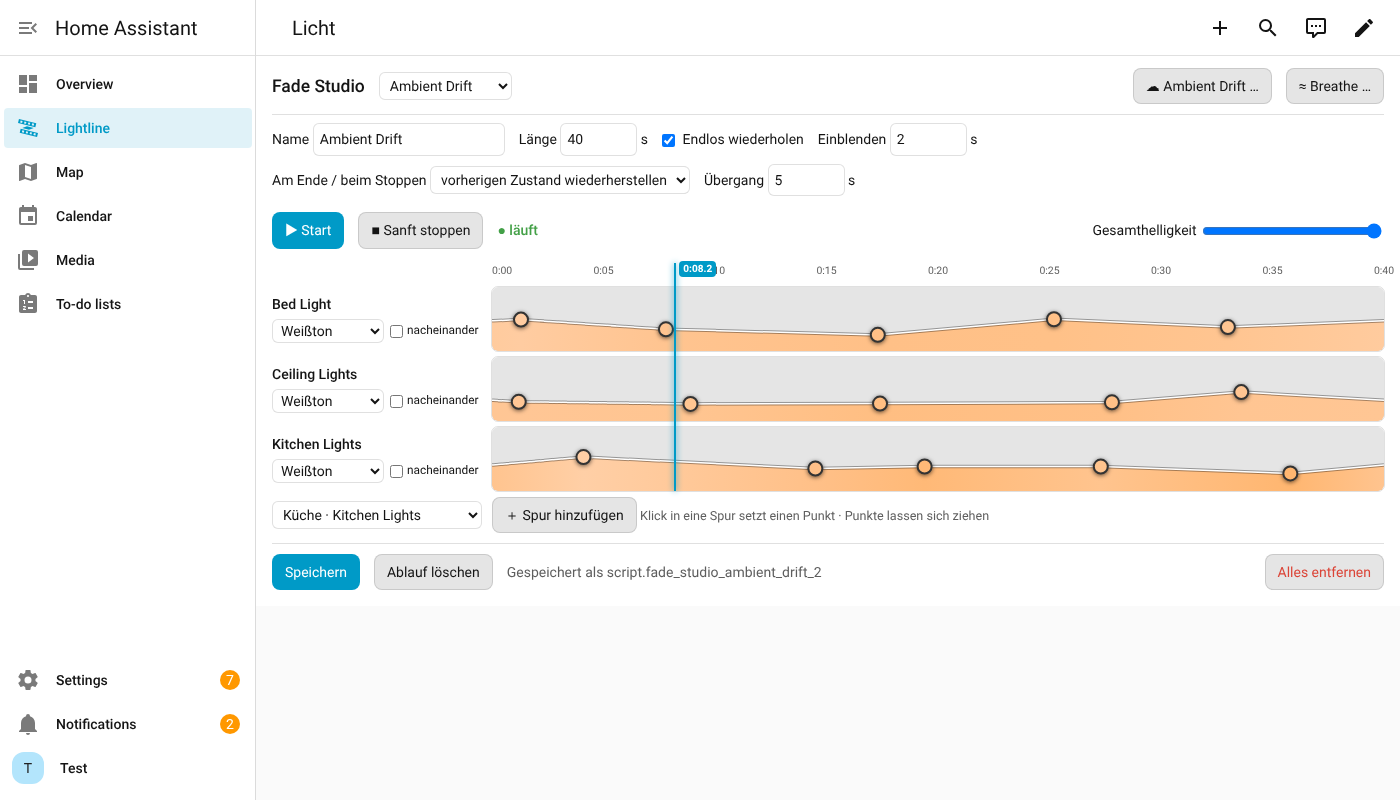 Home Assistant
Licht
Overview
Lightline
Map
Calendar
Media
To-do lists
Settings 7
Notifications 2
T Test
Fade Studio Ambient Drift ☁ Ambient Drift ... ≈ Breathe ...
Name Ambient Drift Länge 40 s Endlos wiederholen Einblenden 2 s
Am Ende / beim Stoppen vorherigen Zustand wiederherstellen Übergang 5 s
▶ Start ■ Sanft stoppen ● läuft Gesamthelligkeit
0:00 0:05 0:08.2 0 0:15 0:20 0:25 0:30 0:35 0:40
Bed Light
Weißton nacheinander
Ceiling Lights
Weißton nacheinander
Kitchen Lights
Weißton nacheinander
Küche · Kitchen Lights + Spur hinzufügen Klick in eine Spur setzt einen Punkt · Punkte lassen sich ziehen
Speichern Ablauf löschen Gespeichert als script.fade_studio_ambient_drift_2 Alles entfernen